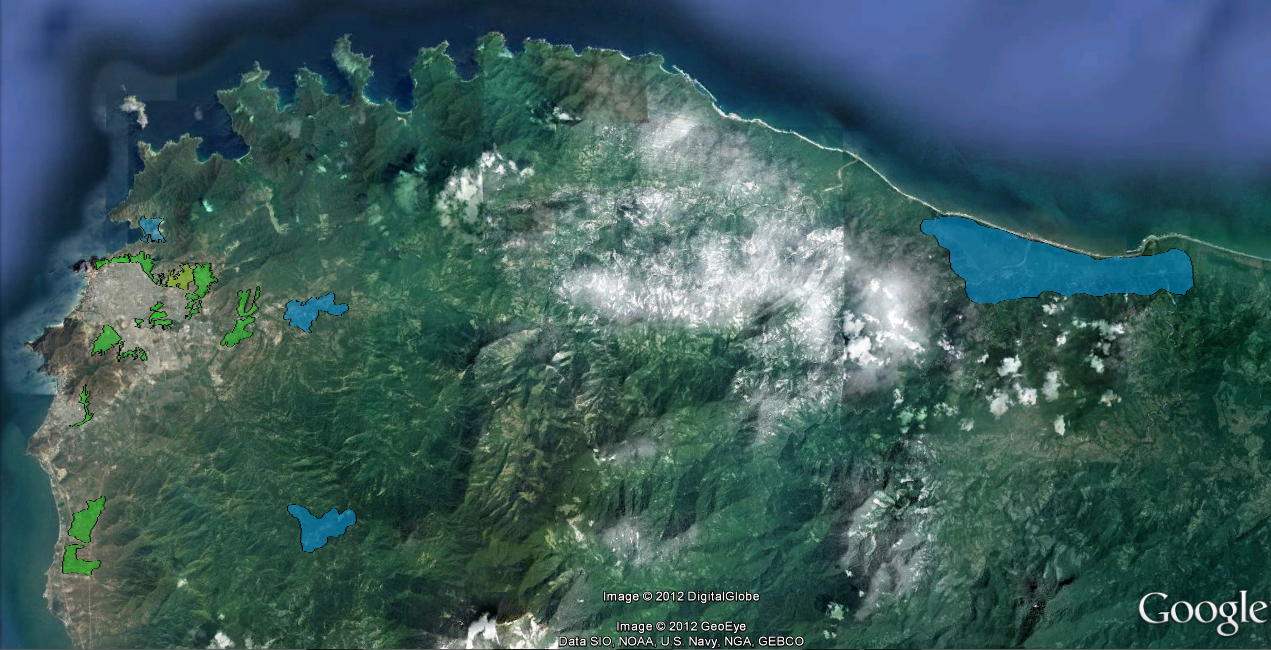 Image © 2012 DigitalGlobe
Google
Image © 2012 GeoEye
Data SIO, NOAA, U.S. Navy, NGA, GEBCO